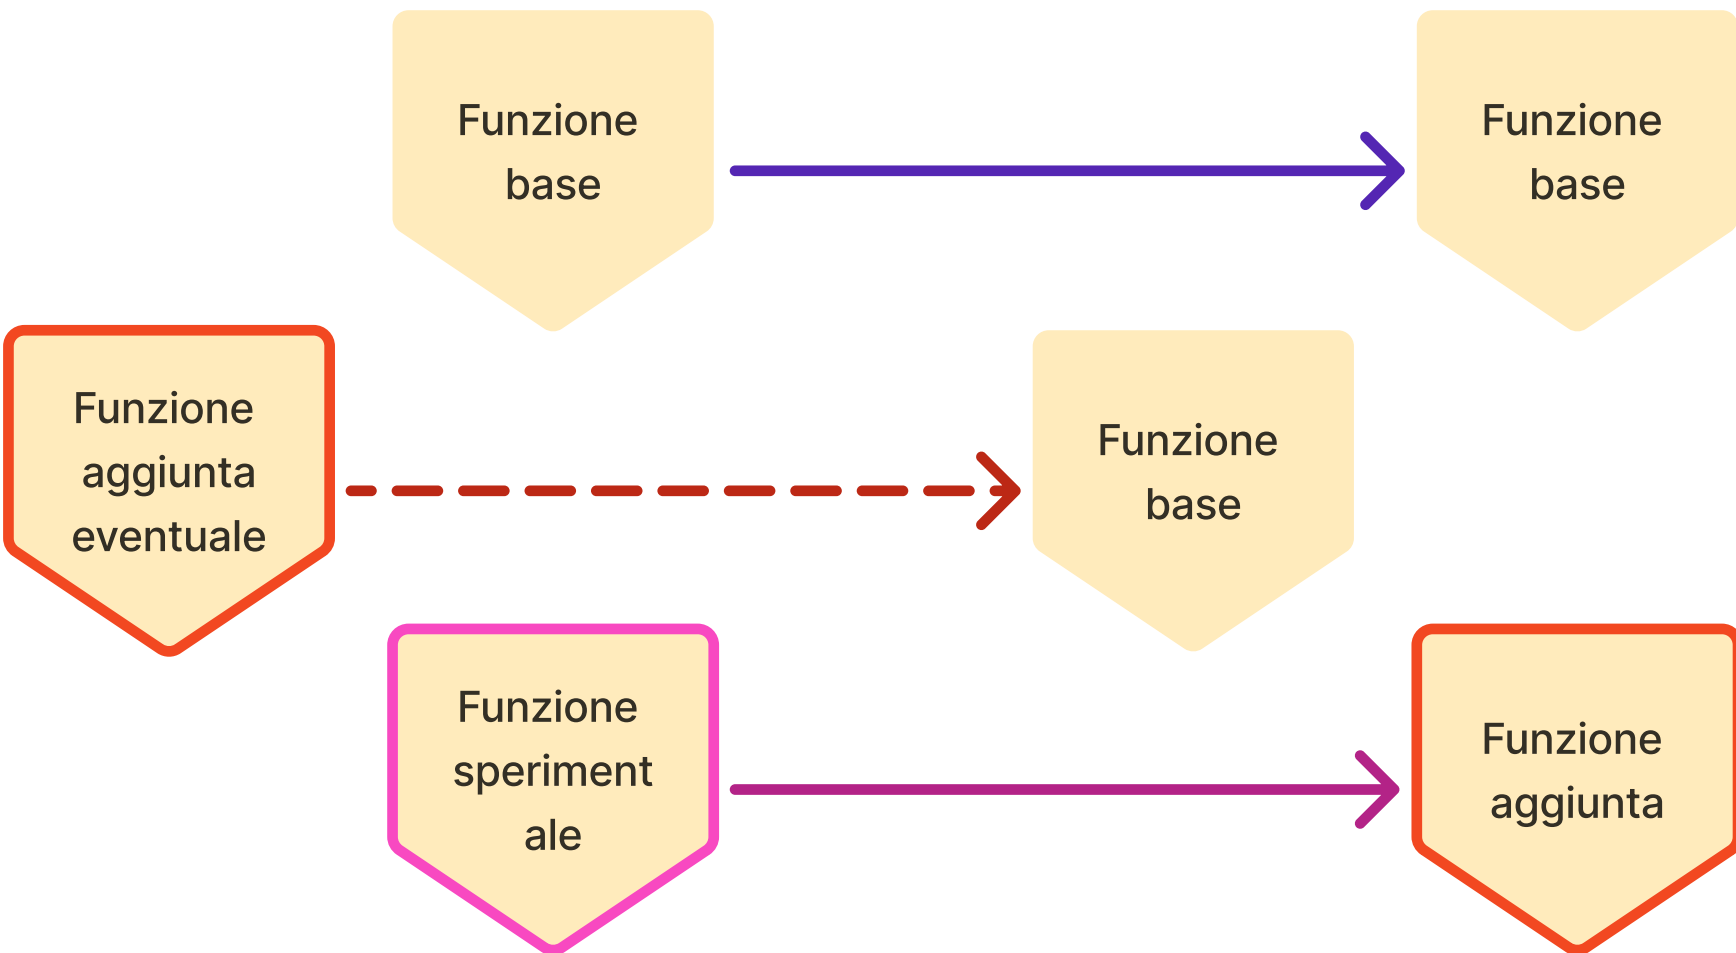 Funzione
base
Funzione
base
Funzione
aggiunta
eventuale
Funzione
base
Funzione
speriment
ale
Funzione
aggiunta